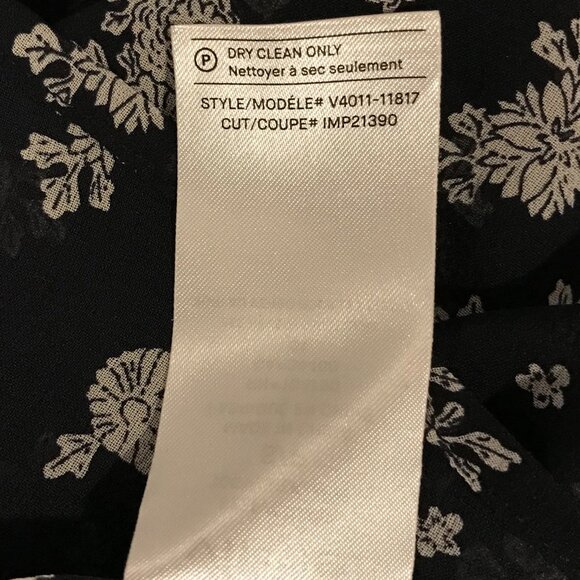 Ⓟ DRY CLEAN ONLY
Nettoyer à sec seulement
STYLE/MODÉLE# V4011-11817
CUT/COUPE# IMP21390